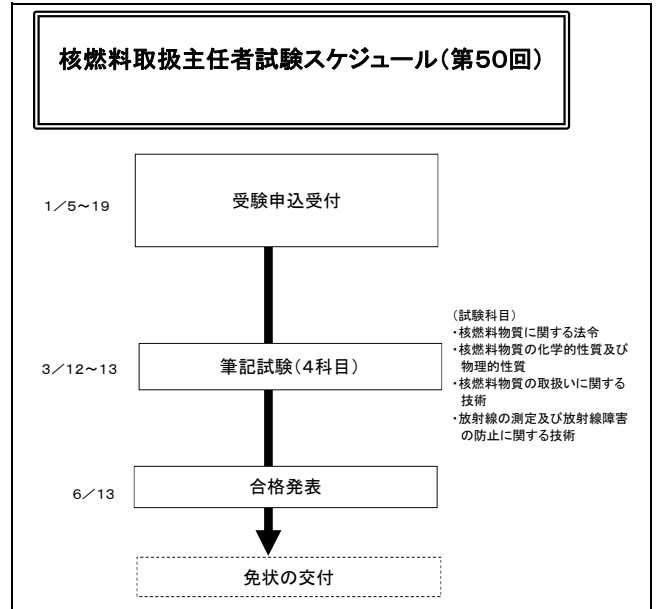 核燃料取扱主任者試験スケジュール（第５０回）
1／5～19
受験申込受付
3／12～13
筆記試験（４科目）
（試験科目）
・核燃料物質に関する法令
・核燃料物質の化学的性質及び
物理的性質
・核燃料物質の取扱いに関する
技術
・放射線の測定及び放射線障害
の防止に関する技術
6／13
合格発表
免状の交付